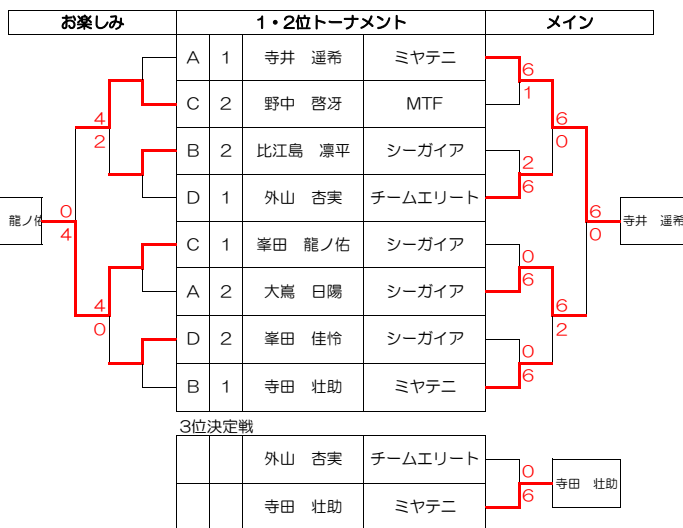 お楽しみ 1・2位トーナメント メイン
A 1 寺井 遥希 ミヤテニ
6
1
C 2 野中 啓冴 MTF
4
2
6
0
B 2 比江島 凛平 シーガイア
2
6
D 1 外山 杏実 チームエリート
龍ノ佑
0
4
6
0
寺井 遥希
C 1 峯田 龍ノ佑 シーガイア
0
6
A 2 大嶌 日陽 シーガイア
4
0
6
2
D 2 峯田 佳怜 シーガイア
0
6
B 1 寺田 壮助 ミヤテニ
3位決定戦
外山 杏実 チームエリート
0
6
寺田 壮助
寺田 壮助 ミヤテニ